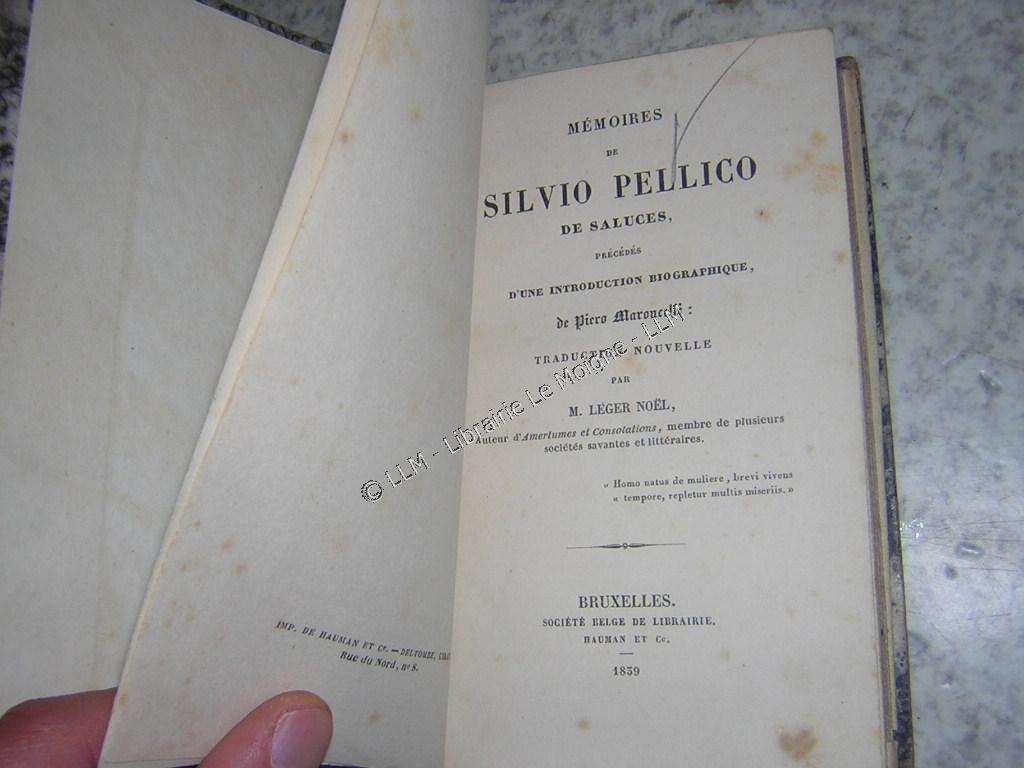 IMP. DE HAUMAN ET Cᵉ. — DELTOMBE,
Rue du Nord, nº 8.
MÉMOIRES
DE
SILVIO PELLICO
DE SALUCES,
PRÉCÉDÉS
D'UNE INTRODUCTION BIOGRAPHIQUE,
de Piero Maroncelli :
TRADUCTION NOUVELLE
PAR
M. LÉGER NOËL,
Auteur d'Amertumes et Consolations, membre de plusieurs
sociétés savantes et littéraires.
« Homo natus de muliere, brevi vivens
« tempore, repletur multis miseriis. »
BRUXELLES.
SOCIÉTÉ BELGE DE LIBRAIRIE,
HAUMAN ET Cᵒ.
1839
© LLM - Librairie Le Moigne - LLM